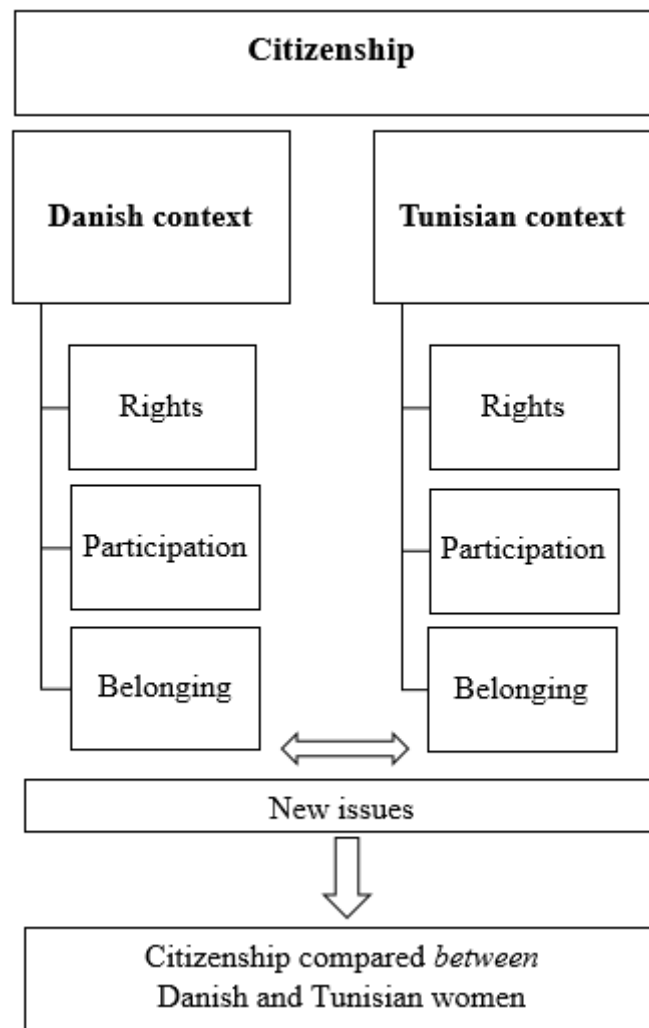 Citizenship
Danish context
Tunisian context
Rights
Participation
Belonging
Rights
Participation
Belonging
New issues
Citizenship compared between
Danish and Tunisian women